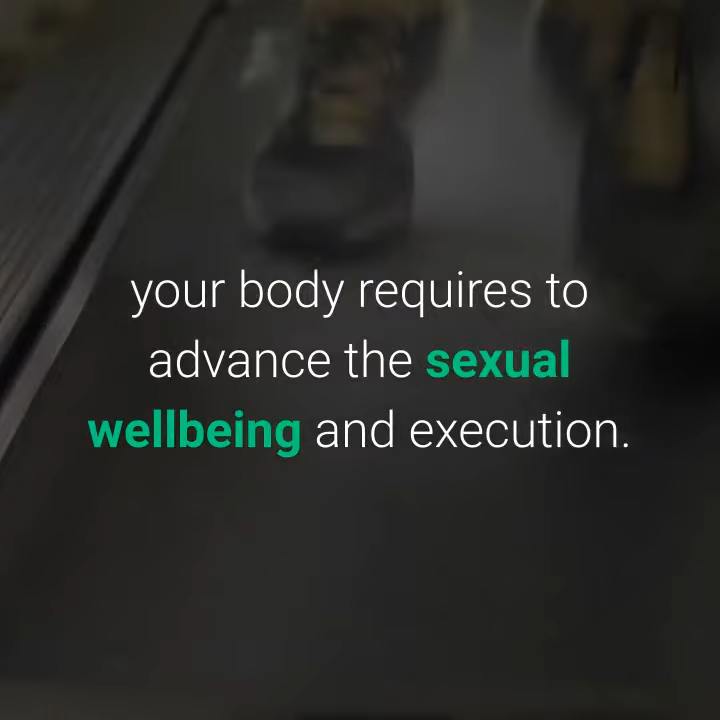 your body requires to
advance the sexual
wellbeing and execution.